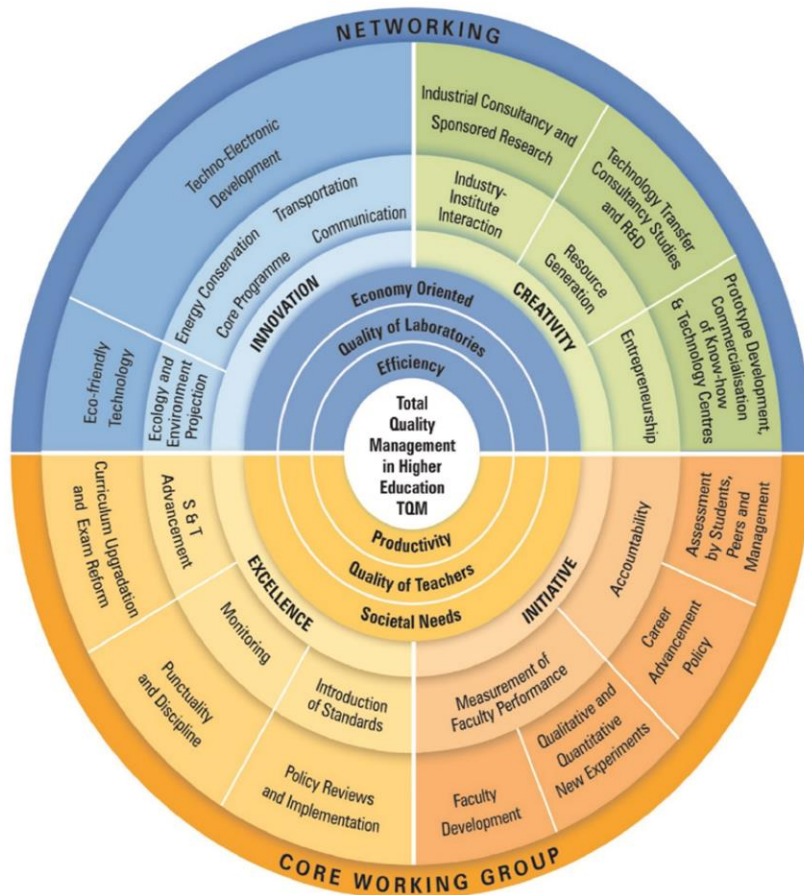 NETWORKING
Techno-Electronic
Development
Eco-friendly
Technology
Energy Conservation
Transportation
Core Programme
Communication
Ecology and
Environment
Projection
INNOVATION
Industrial Consultancy and
Sponsored Research
Technology Transfer
Consultancy Studies
and R&D
Prototype Development,
Commercialisation
of Know-how
& Technology Centres
Industry-
Institute
Interaction
Resource
Generation
Entrepreneurship
CREATIVITY
Economy Oriented
Quality of Laboratories
Efficiency
Total
Quality
Management
in Higher
Education
TQM
Productivity
Quality of Teachers
Societal Needs
EXCELLENCE
S & T
Advancement
Monitoring
Introduction
of Standards
Curriculum Upgradation
and Exam Reform
Punctuality
and Discipline
Policy Reviews
and Implementation
INITIATIVE
Accountability
Measurement of
Faculty Performance
Assessment
by Students,
Peers and
Management
Career
Advancement
Policy
Qualitative and
Quantitative
New Experiments
Faculty
Development
CORE WORKING GROUP